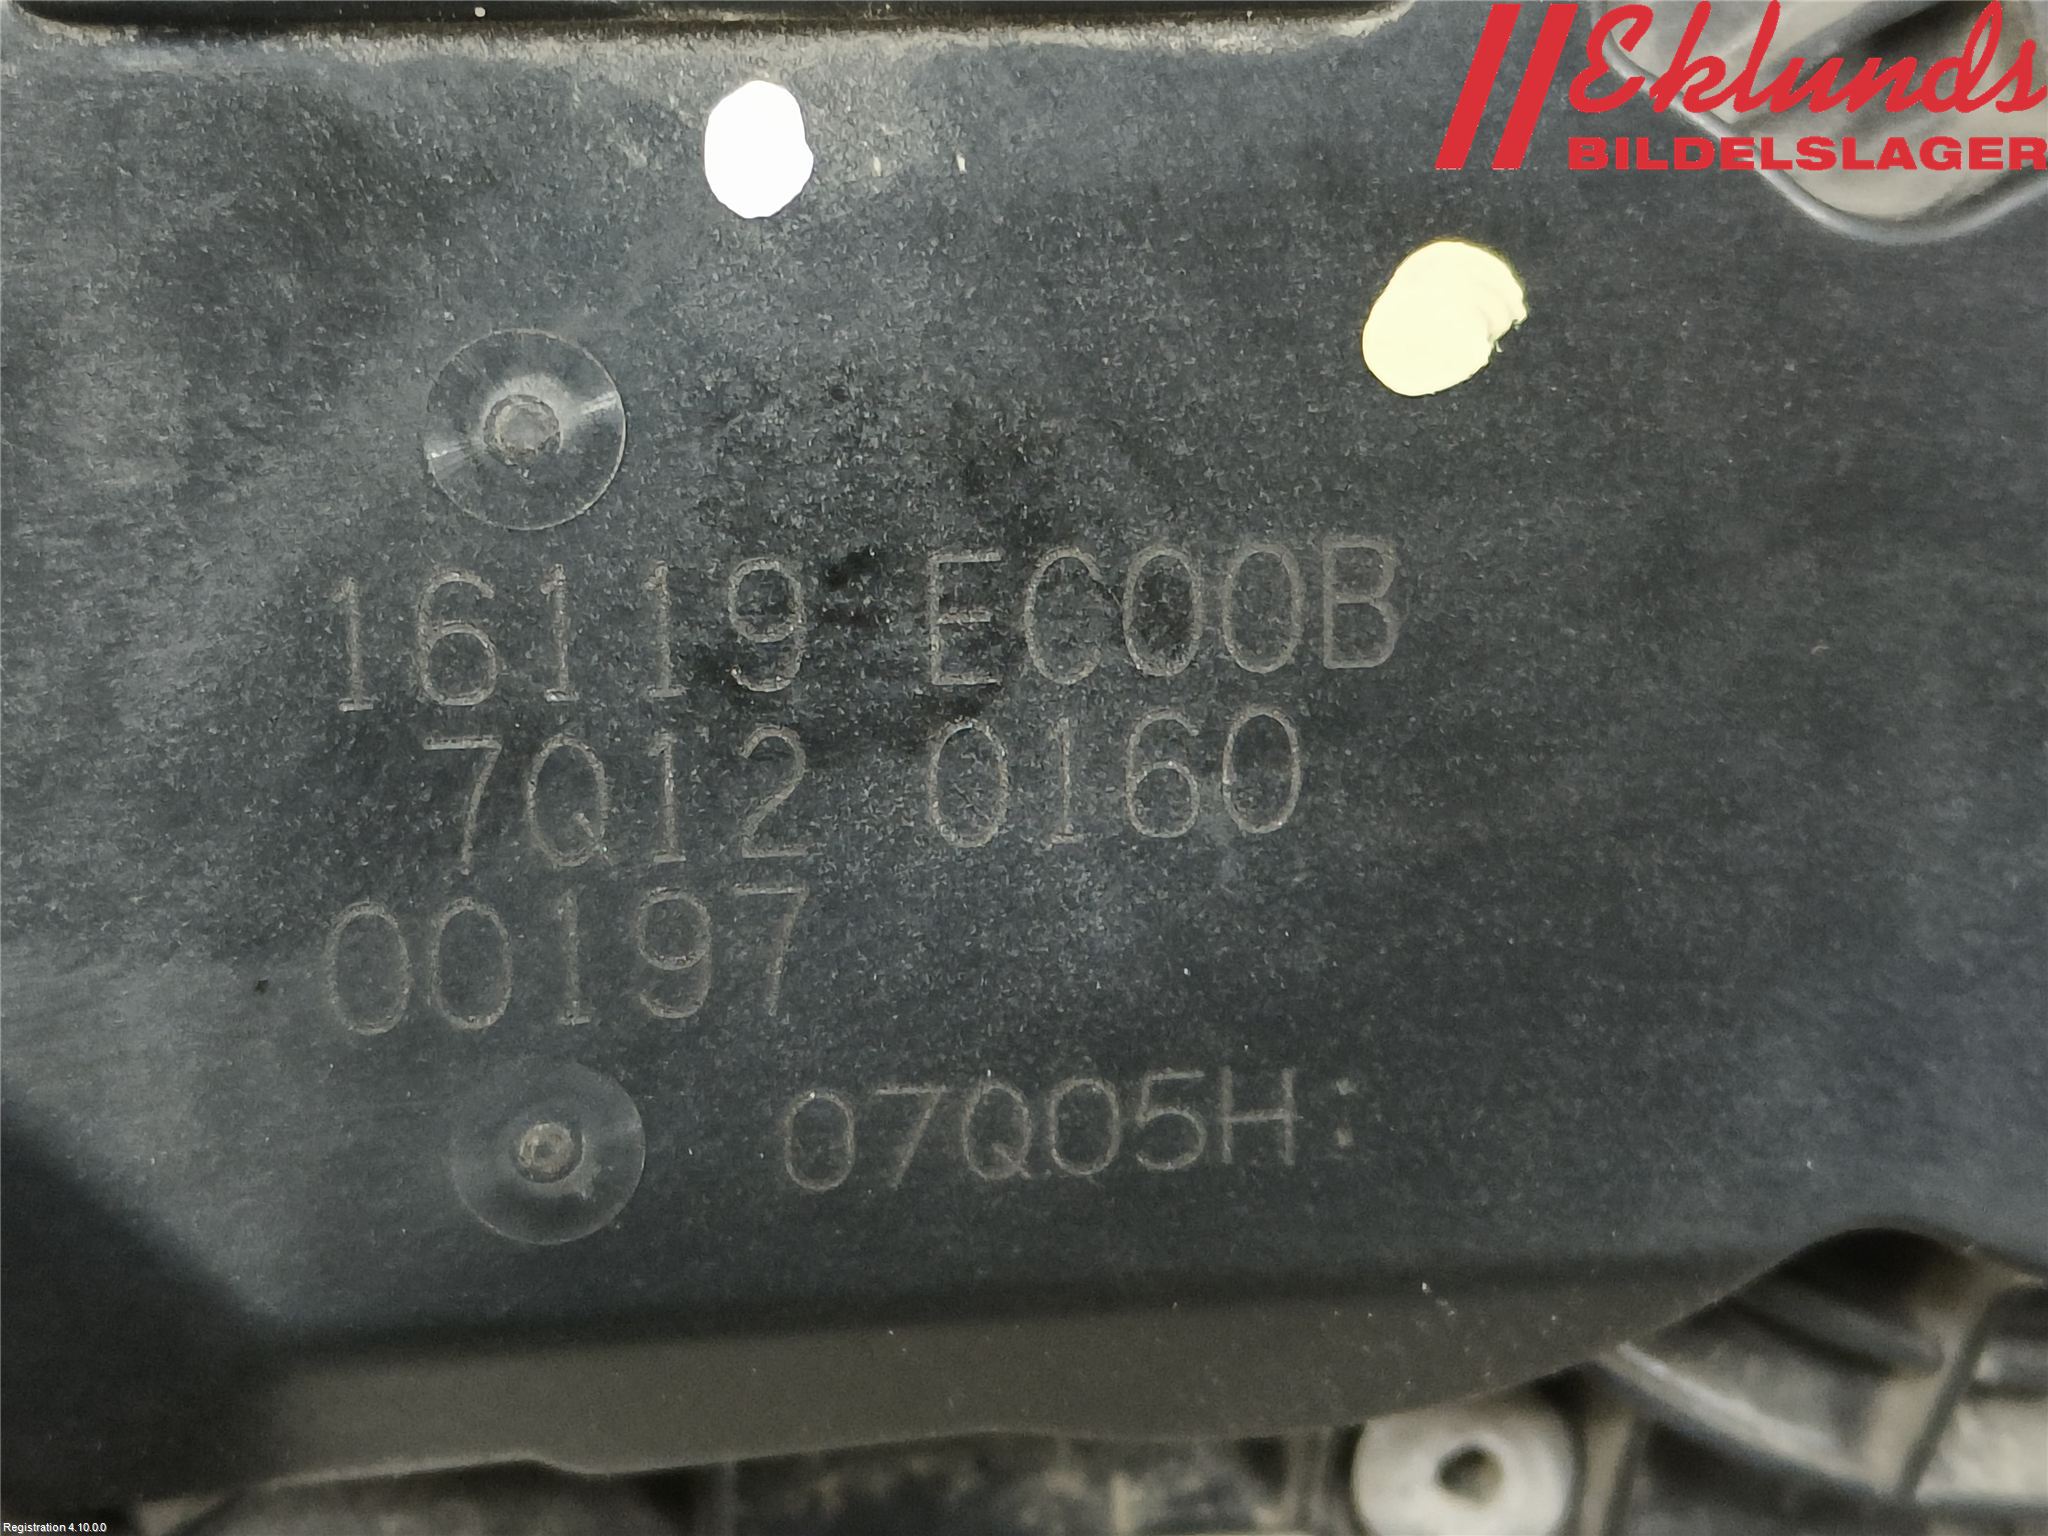 Eklunds
BILDELSLAGER
16119 EC00B
7Q12 0160
00197
07Q05H:
Registration 4.10.0.0